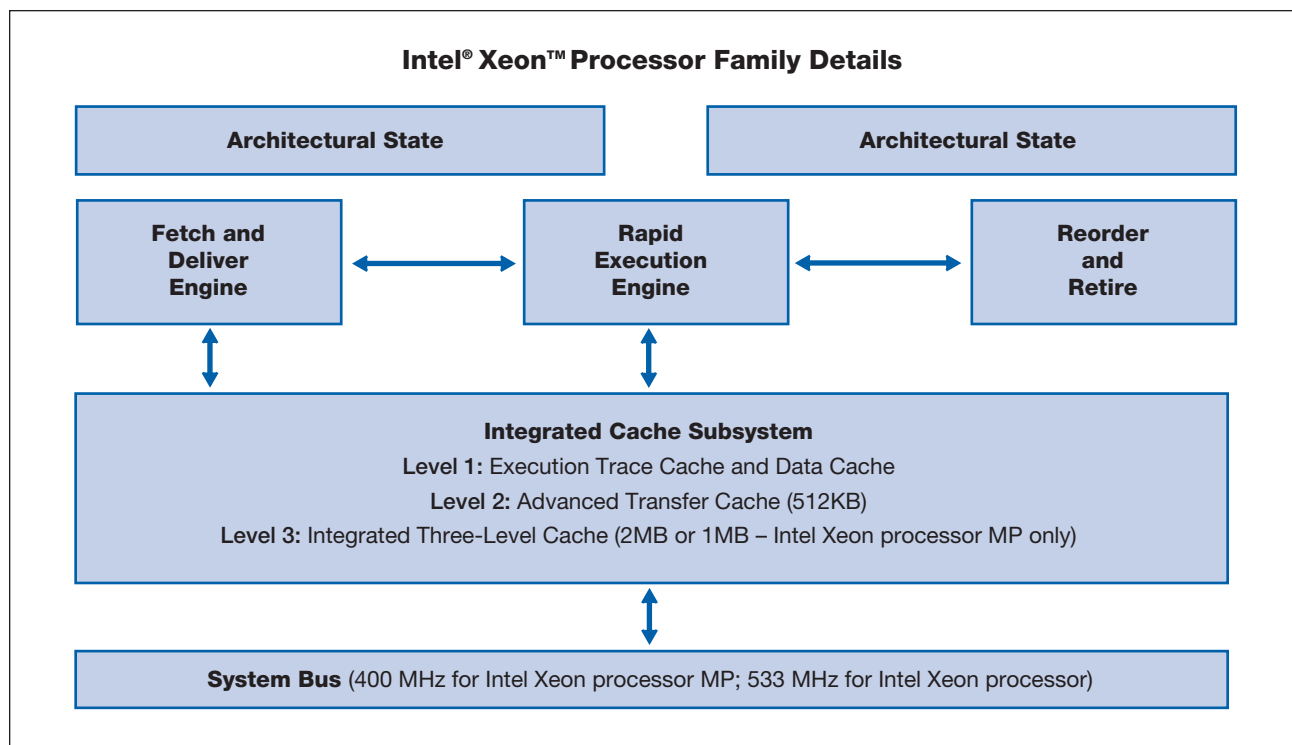 Intel® Xeon™ Processor Family Details
Architectural State
Architectural State
Fetch and
Deliver
Engine
Rapid
Execution
Engine
Reorder
and
Retire
Integrated Cache Subsystem
Level 1: Execution Trace Cache and Data Cache
Level 2: Advanced Transfer Cache (512KB)
Level 3: Integrated Three-Level Cache (2MB or 1MB – Intel Xeon processor MP only)
System Bus (400 MHz for Intel Xeon processor MP; 533 MHz for Intel Xeon processor)